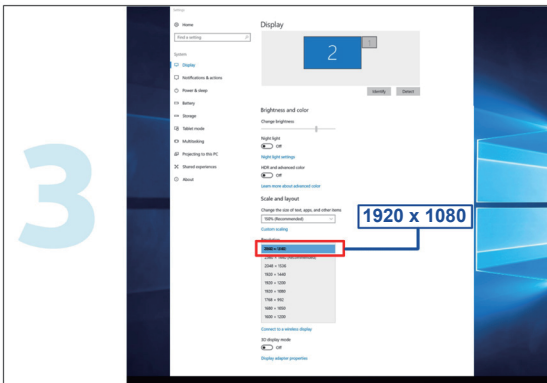 Settings
3
Home
Find a setting
System
Display
Notifications & actions
Power & sleep
Battery
Storage
Tablet mode
Multitasking
Projecting to this PC
Shared experiences
About
Display
2
1
Identify
Detect
Brightness and color
Change brightness
Night light
Off
Night light settings
HDR and advanced color
Off
Learn more about advanced color
Scale and layout
Change the size of text, apps, and other items
100% (Recommended)
Custom scaling
1920 x 1080
(Recommended)
2048 × 1536
1920 × 1440
1920 × 1200
1920 × 1080
1680 × 1050
1600 × 1200
Connect to a wireless display
3D display mode
Off
Display adapter properties